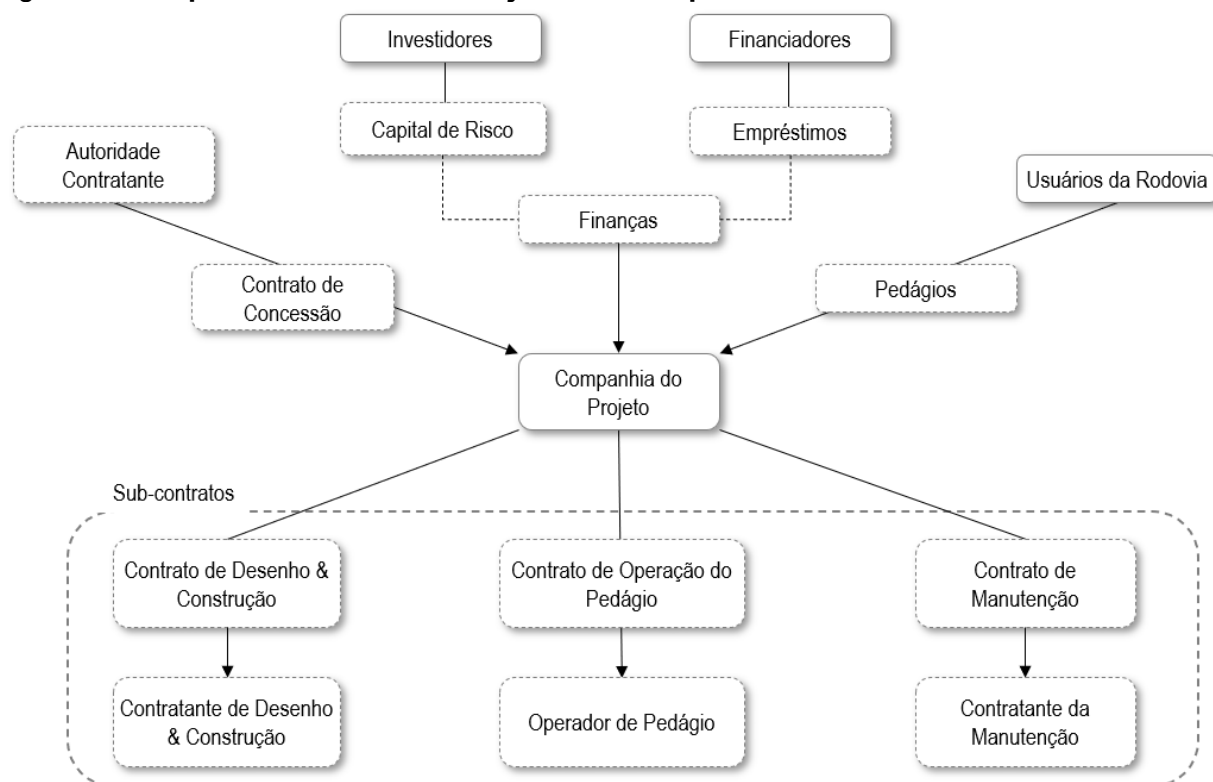 Investidores
Financiadores
Capital de Risco
Empréstimos
Autoridade
Contratante
Usuários da Rodovia
Finanças
Contrato de
Concessão
Pedágios
Companhia do
Projeto
Sub-contratos
Contrato de Desenho &
Construção
Contrato de Operação do
Pedágio
Contrato de
Manutenção
Contratante de Desenho
& Construção
Operador de Pedágio
Contratante da
Manutenção